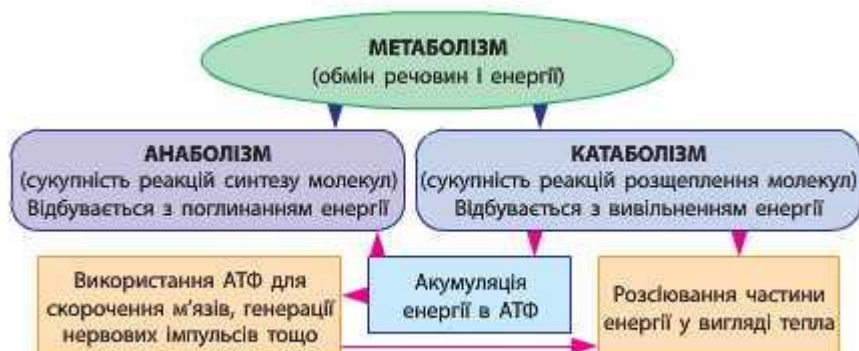 МЕТАБОЛІЗМ
(обмін речовин і енергії)
АНАБОЛІЗМ
(сукупність реакцій синтезу молекул)
Відбувається з поглинанням енергії
КАТАБОЛІЗМ
(сукупність реакцій розщеплення молекул)
Відбувається з вивільненням енергії
Використання АТФ для
скорочення м’язів, генерації
нервових імпульсів тощо
Акумуляція
енергії в АТФ
Розсіювання частини
енергії у вигляді тепла